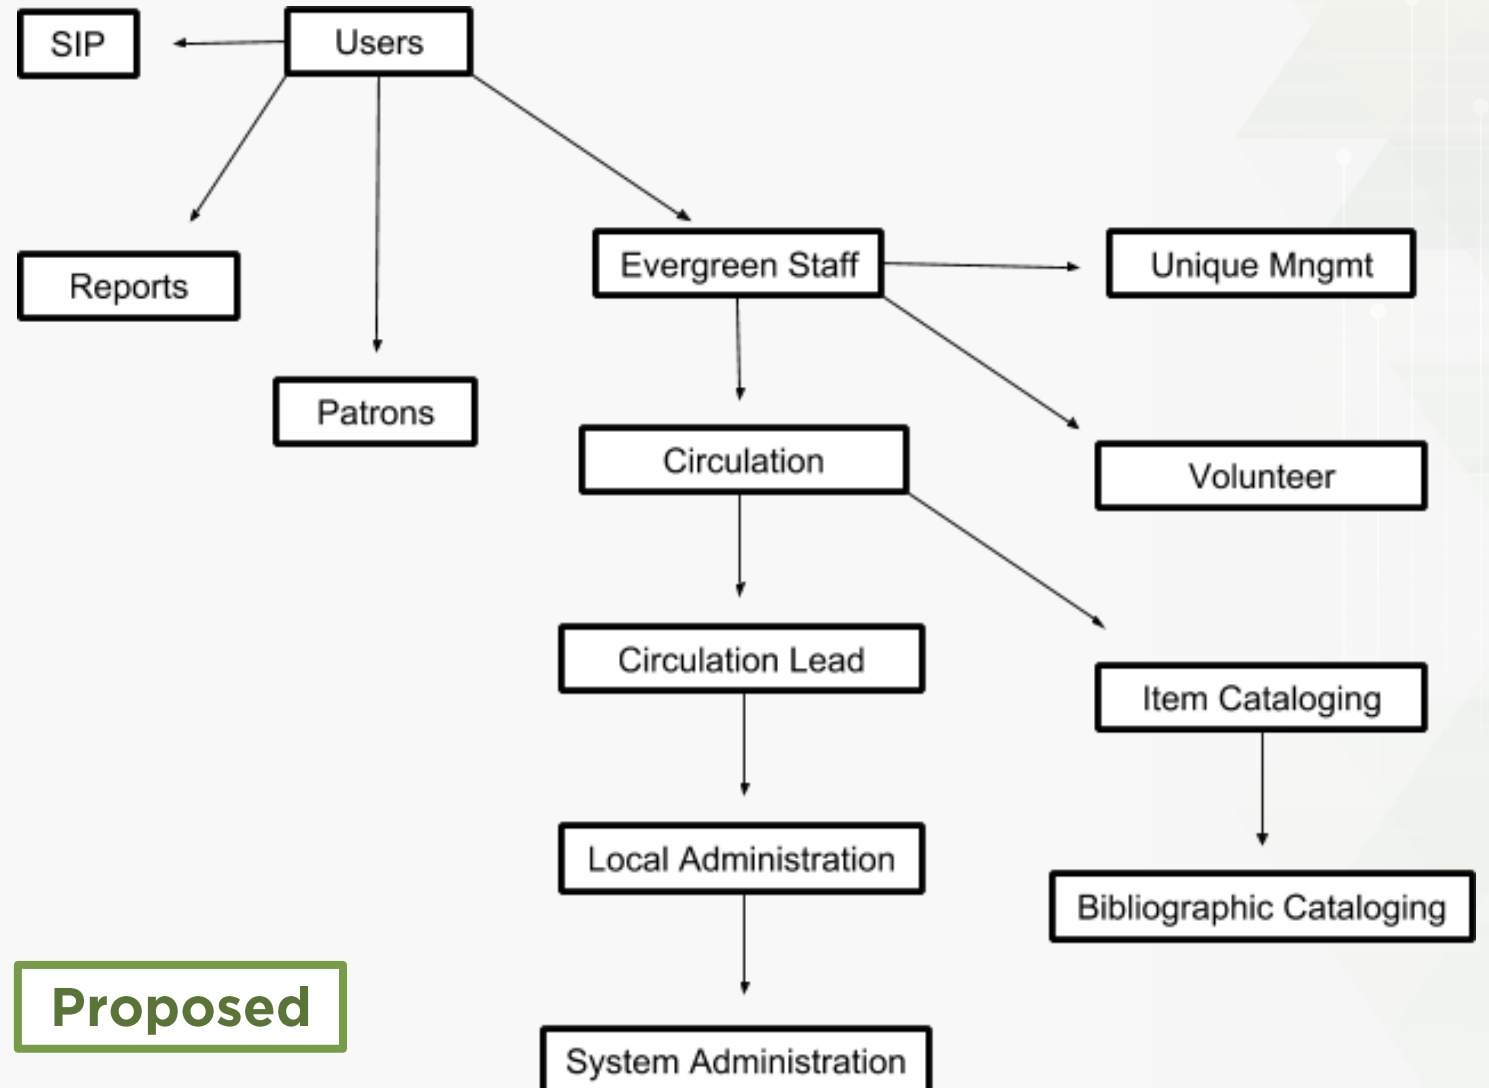 SIP
Users
Evergreen Staff
Unique Mngmt
Reports
Patrons
Circulation
Volunteer
Circulation Lead
Item Cataloging
Local Administration
Bibliographic Cataloging
Proposed
System Administration